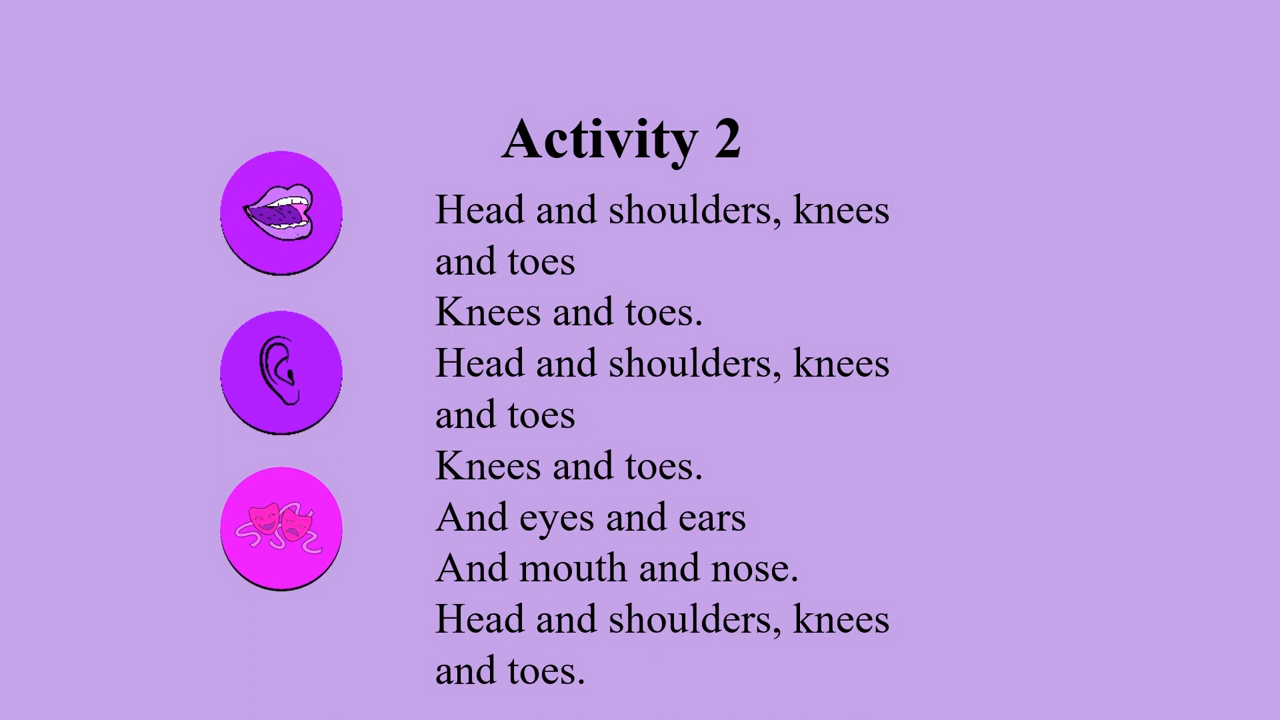 Activity 2
Head and shoulders, knees
and toes
Knees and toes.
Head and shoulders, knees
and toes
Knees and toes.
And eyes and ears
And mouth and nose.
Head and shoulders, knees
and toes.